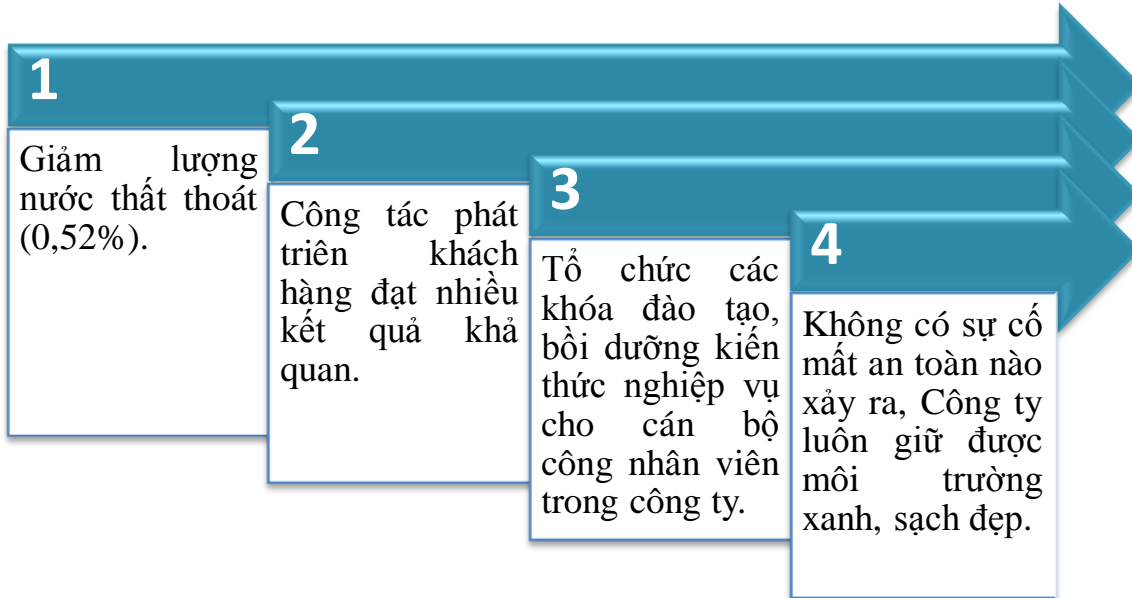 1
Giảm lượng
nước thất thoát
(0,52%).
2
Công tác phát
triên khách
hàng đạt nhiều
kết quả khả
quan.
3
Tổ chức các
khóa đào tạo,
bồi dưỡng kiến
thức nghiệp vụ
cho cán bộ
công nhân viên
trong công ty.
4
Không có sự cố
mất an toàn nào
xảy ra, Công ty
luôn giữ được
môi trường
xanh, sạch đẹp.